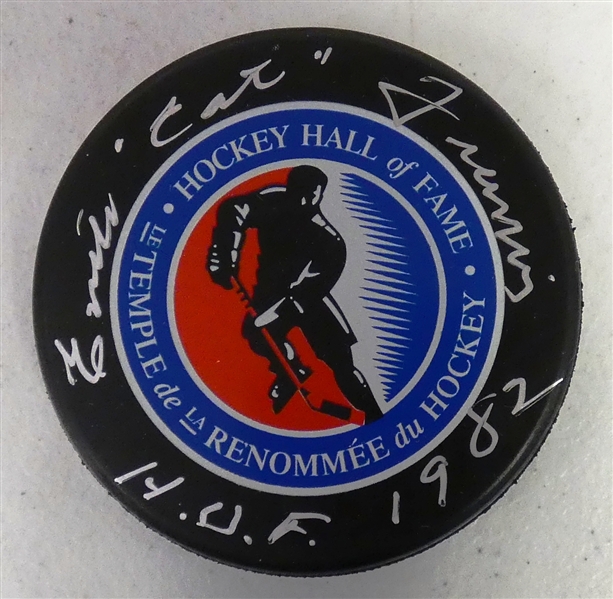 Emile "Cat" Francis
H.O.F. 1982
HOCKEY HALL of FAME
LE TEMPLE de LA RENOMMÉE du HOCKEY